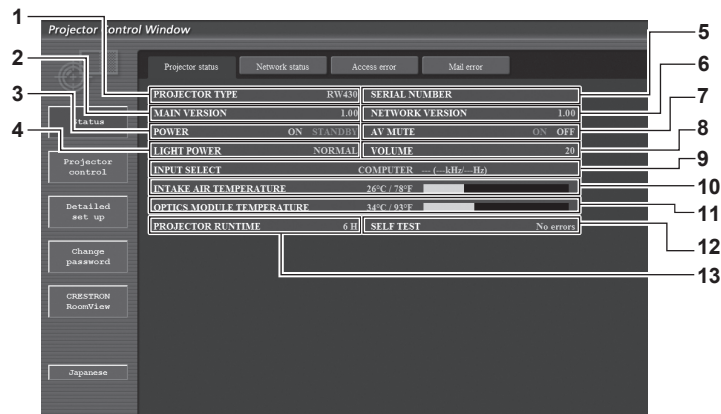 Projector Control Window
Projector status Network status Access error Mail error
PROJECTOR TYPE RW430 SERIAL NUMBER
MAIN VERSION 1.00 NETWORK VERSION 1.00
POWER ON STANDBY AV MUTE ON OFF
LIGHT POWER NORMAL VOLUME 20
INPUT SELECT COMPUTER --- (---kHz/---Hz)
INTAKE AIR TEMPERATURE 26°C / 78°F
OPTICS MODULE TEMPERATURE 34°C / 93°F
PROJECTOR RUNTIME 6 H SELF TEST No errors
Status
Projector
control
Detailed
set up
Change
password
CRESTRON
RoomView
Japanese
1
2
3
4
5
6
7
8
9
10
11
12
13